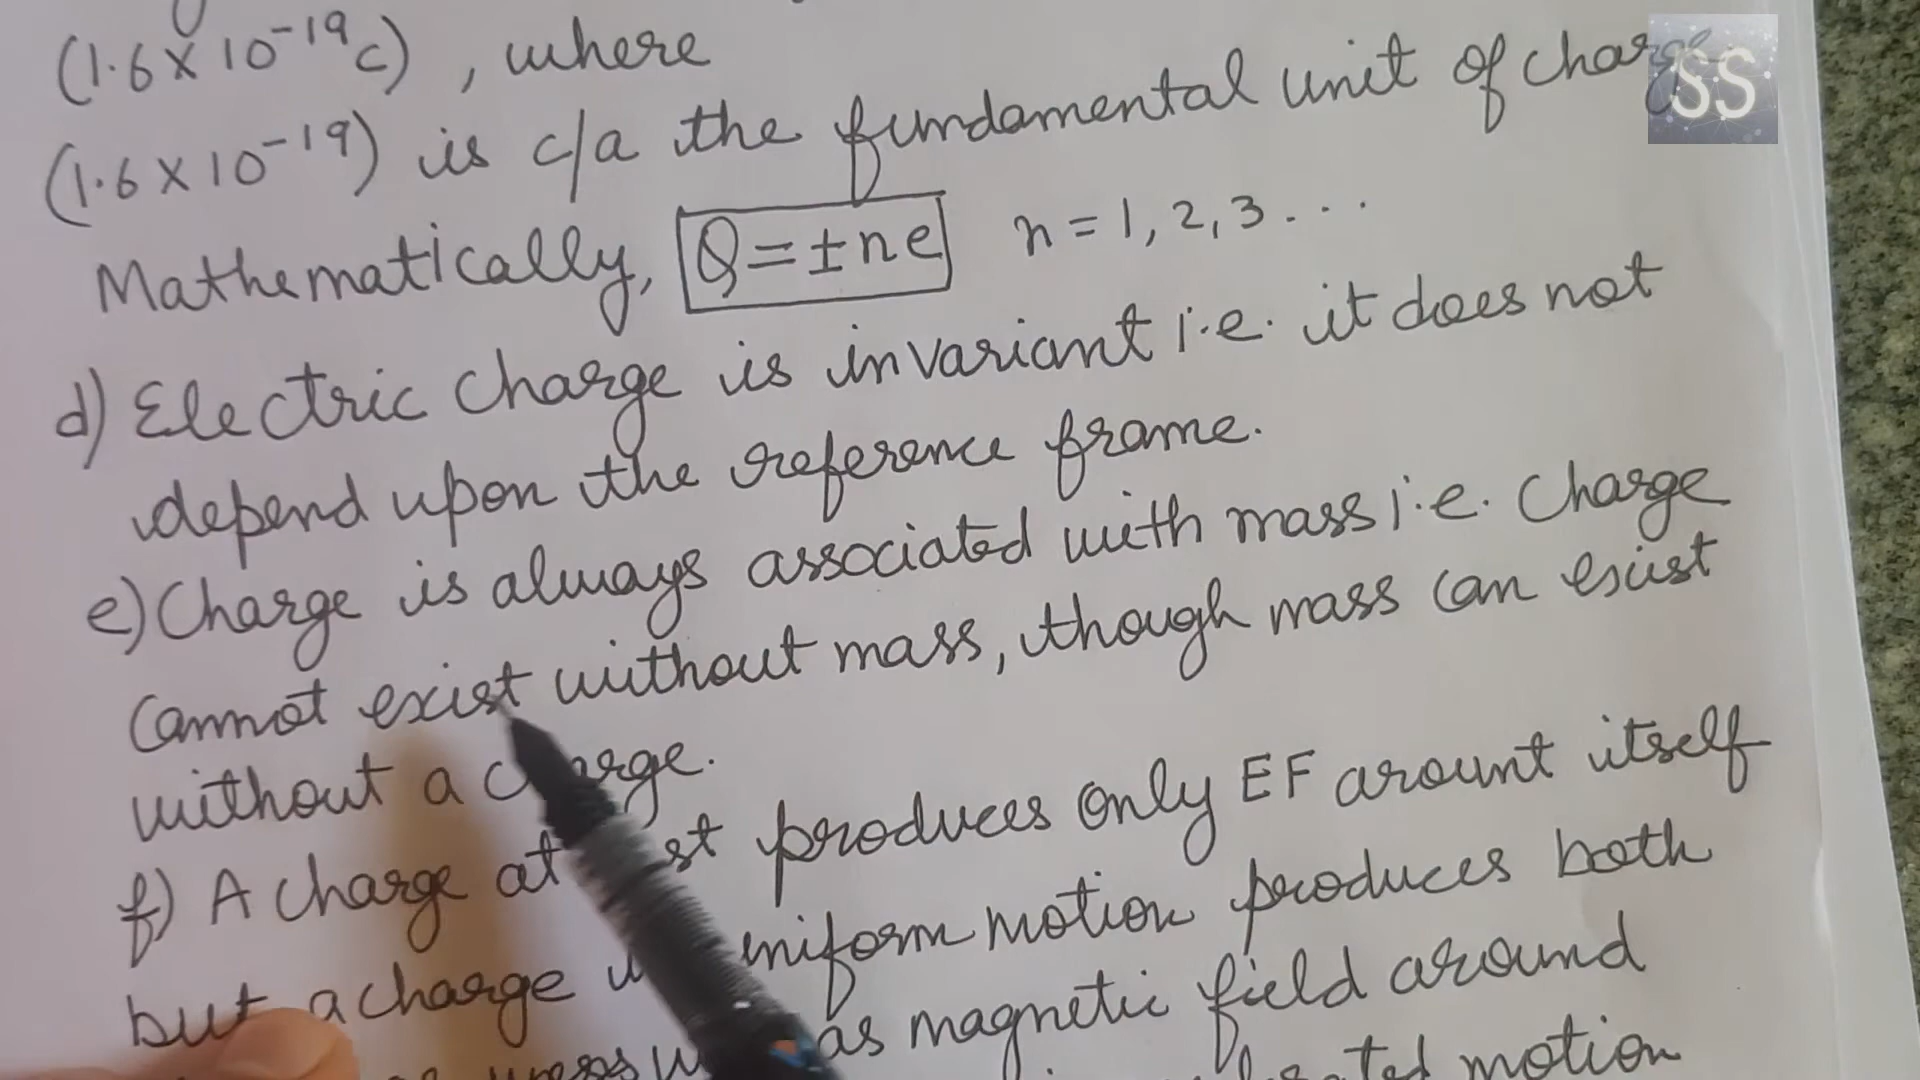 (1.6 x 10⁻¹⁹c) , where
(1.6 x 10⁻¹⁹) is c/a the fundamental unit of charge
Mathematically, Q = ± n e n = 1, 2, 3 . . .
d) Electric charge is invariant i.e. it does not
depend upon the reference frame.
e) Charge is always associated with mass i.e. Charge
Cannot exist without mass, though mass can exist
without a charge.
f) A charge at st produces only EF arount itself
but a charge uniform motion produces both
as magnetic field around
motion
SS